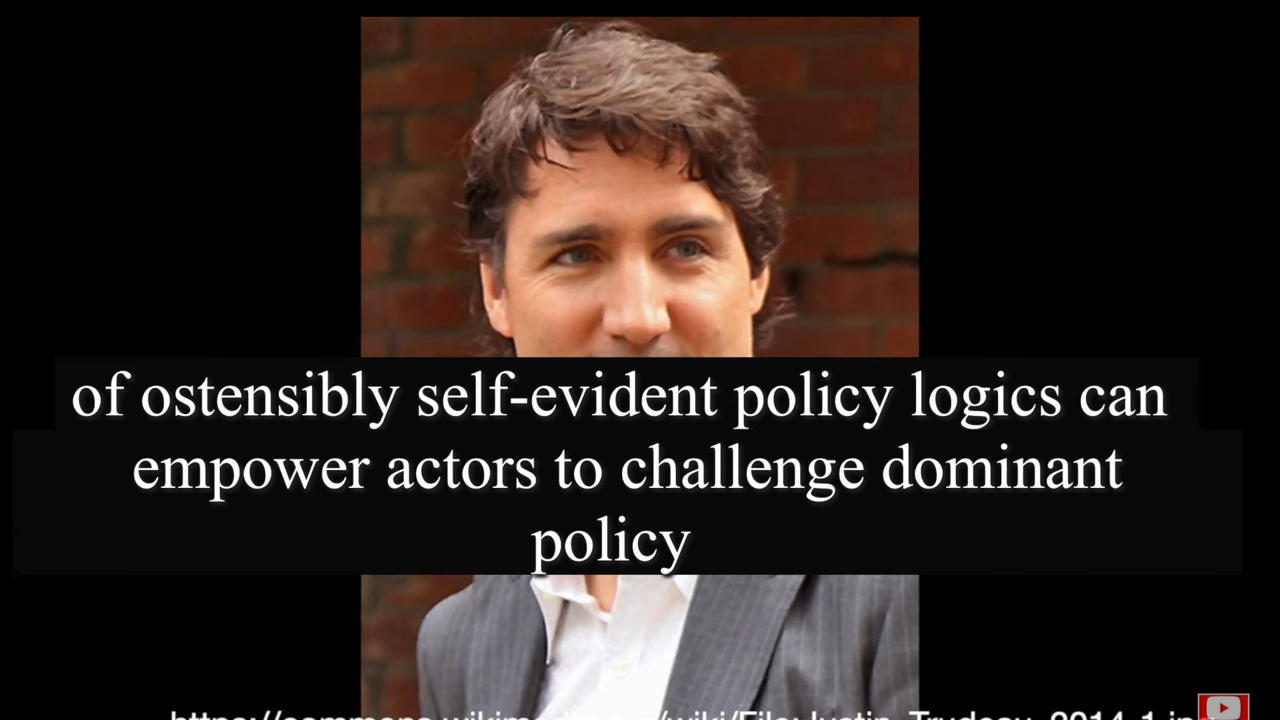 of ostensibly self-evident policy logics can
empower actors to challenge dominant
policy